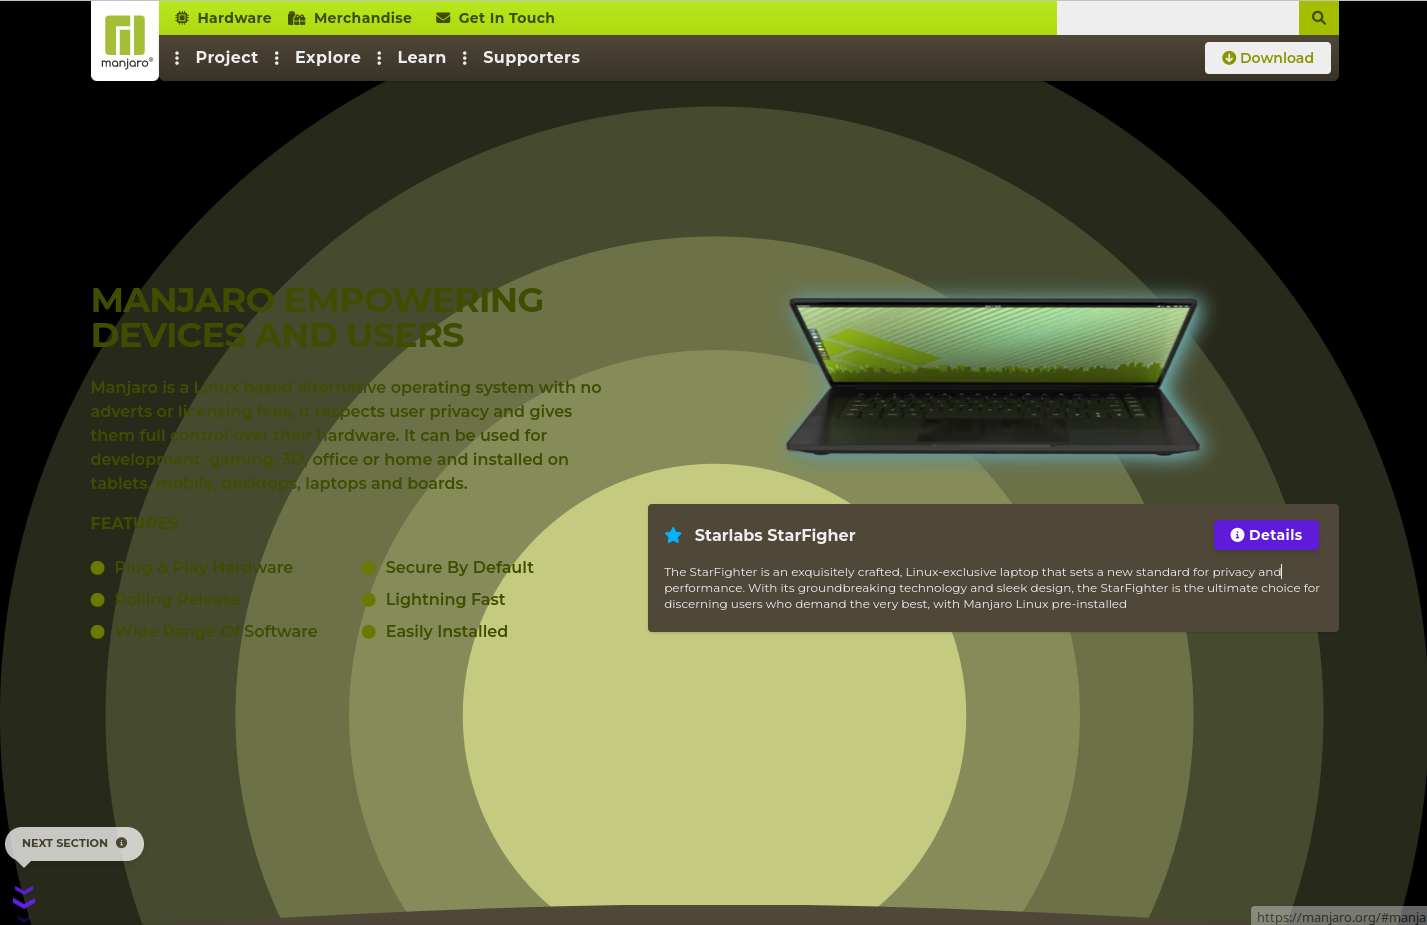 Hardware Merchandise Get In Touch
manjaro®
Project Explore Learn Supporters
Download
MANJARO EMPOWERING
DEVICES AND USERS
Manjaro is a Linux based alternative operating system with no
adverts or licensing fees, it respects user privacy and gives
them full control over their hardware. It can be used for
development, gaming, 3D, office or home and installed on
tablets, mobile, desktops, laptops and boards.
FEATURES
Plug & Play Hardware
Secure By Default
Rolling Release
Lightning Fast
Wide Range Of Software
Easily Installed
Starlabs StarFigher
Details
The StarFighter is an exquisitely crafted, Linux-exclusive laptop that sets a new standard for privacy and
performance. With its groundbreaking technology and sleek design, the StarFighter is the ultimate choice for
discerning users who demand the very best, with Manjaro Linux pre-installed
NEXT SECTION
https://manjaro.org/#manja